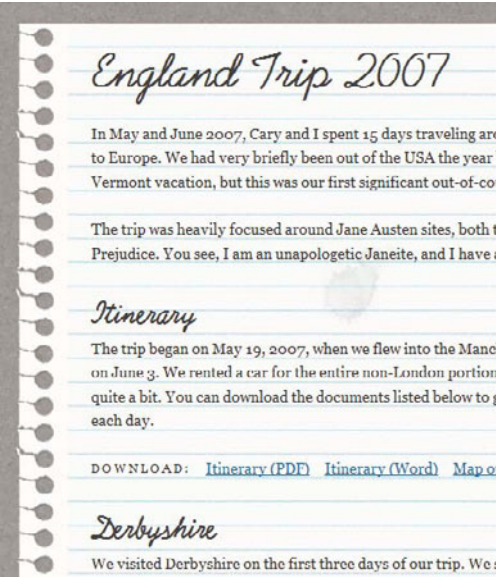 England Trip 2007
In May and June 2007, Cary and I spent 15 days traveling
to Europe. We had very briefly been out of the USA the year
Vermont vacation, but this was our first significant
The trip was heavily focused around Jane Austen sites, both
Prejudice. You see, I am an unapologetic Janeite, and I have
Itinerary
The trip began on May 19, 2007, when we flew into the
on June 3. We rented a car for the entire non-London portion
quite a bit. You can download the documents listed below to
each day.
DOWNLOAD: Itinerary (PDF) Itinerary (Word) Map
Derbyshire
We visited Derbyshire on the first three days of our trip. We